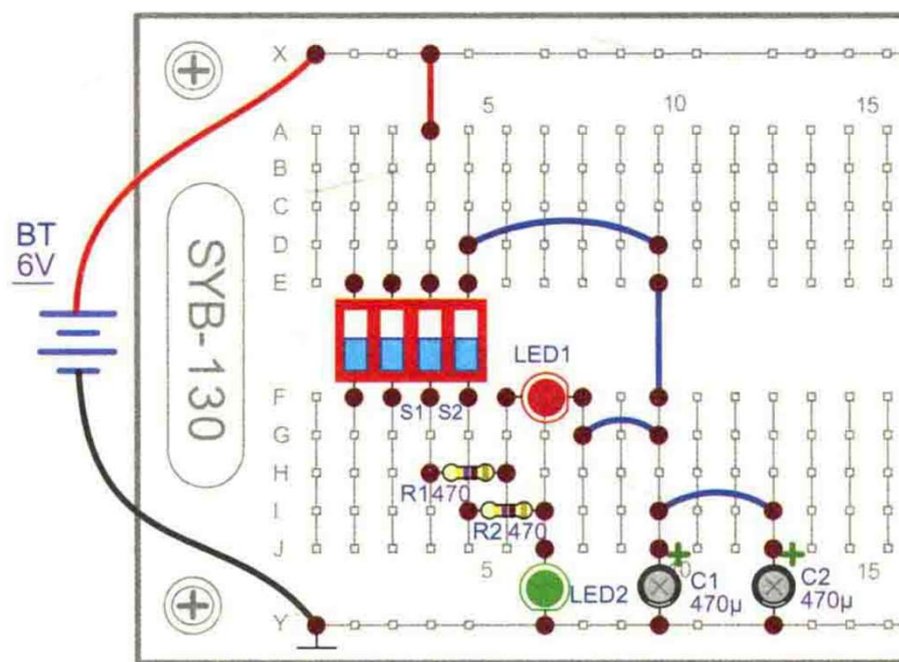 X
5 10 15
A
B
C
BT
6V
D
E
SYB-130
LED1
F
S1 S2
G
H
R1 470
I
R2 470
J
5 10 15
LED2
C1
470µ
C2
470µ
Y